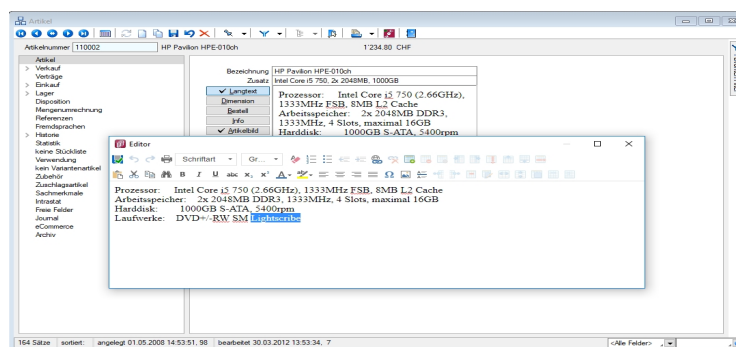 Artikel
Artikelnummer 110002 HP Pavilion HPE-010ch 1'234.80 CHF
Artikel
Verkauf
Verträge
Einkauf
Lager
Disposition
Mengenumrechnung
Referenzen
Fremdsprachen
Historie
Statistik
keine Stückliste
Verwendung
kein Variantenartikel
Zubehör
Zuschlagsartikel
Sachmerkmale
Intrastat
Freie Felder
Journal
eCommerce
Archiv
Bezeichnung HP Pavilion HPE-010ch
Zusatz Intel Core i5 750, 2x 2048MB, 1000GB
Langtext
Dimension
Bestell
Info
Artikelbild
Prozessor: Intel Core i5 750 (2.66GHz),
1333MHz FSB, 8MB L2 Cache
Arbeitsspeicher: 2x 2048MB DDR3,
1333MHz, 4 Slots, maximal 16GB
Harddisk: 1000GB S-ATA, 5400rpm
Editor
Schriftart Gr...
Prozessor: Intel Core i5 750 (2.66GHz), 1333MHz FSB, 8MB L2 Cache
Arbeitsspeicher: 2x 2048MB DDR3, 1333MHz, 4 Slots, maximal 16GB
Harddisk: 1000GB S-ATA, 5400rpm
Laufwerke: DVD+/-RW SM Lightscribe
164 Sätze sortiert: angelegt 01.05.2008 14:53:51, 98 bearbeitet 30.03.2012 13:53:34, 7 <Alle Felder>